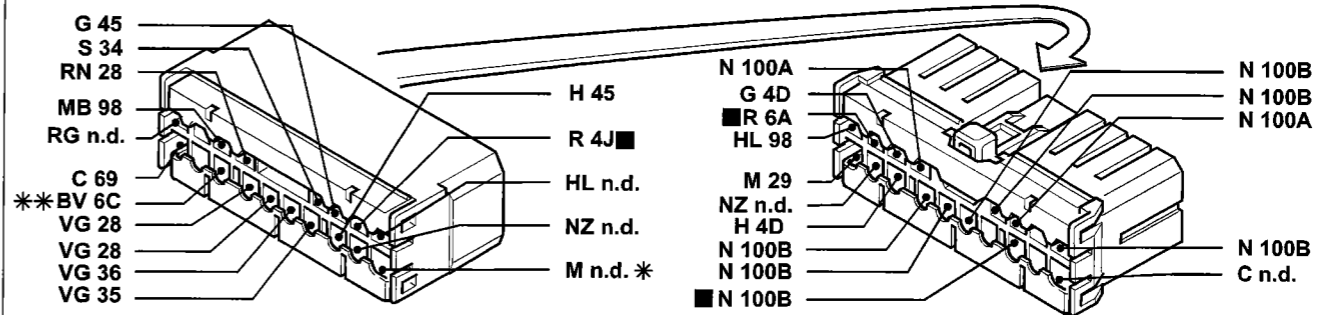 G 45
S 34
RN 28
MB 98
RG n.d.
C 69
✳✳BV 6C
VG 28
VG 28
VG 36
VG 35
H 45
R 4J■
HL n.d.
NZ n.d.
M n.d. ✳
N 100A
G 4D
■R 6A
HL 98
M 29
NZ n.d.
H 4D
N 100B
N 100B
■N 100B
N 100B
N 100B
N 100A
N 100B
C n.d.